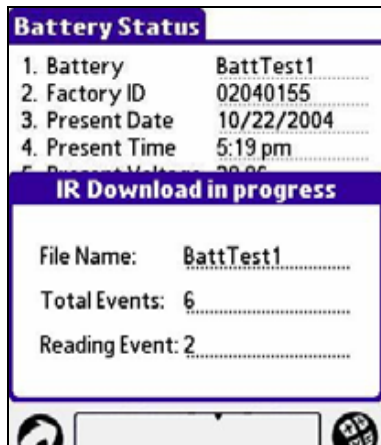 Battery Status
1. Battery BattTest1
2. Factory ID 02040155
3. Present Date 10/22/2004
4. Present Time 5:19 pm
IR Download in progress
File Name: BattTest1
Total Events: 6
Reading Event: 2